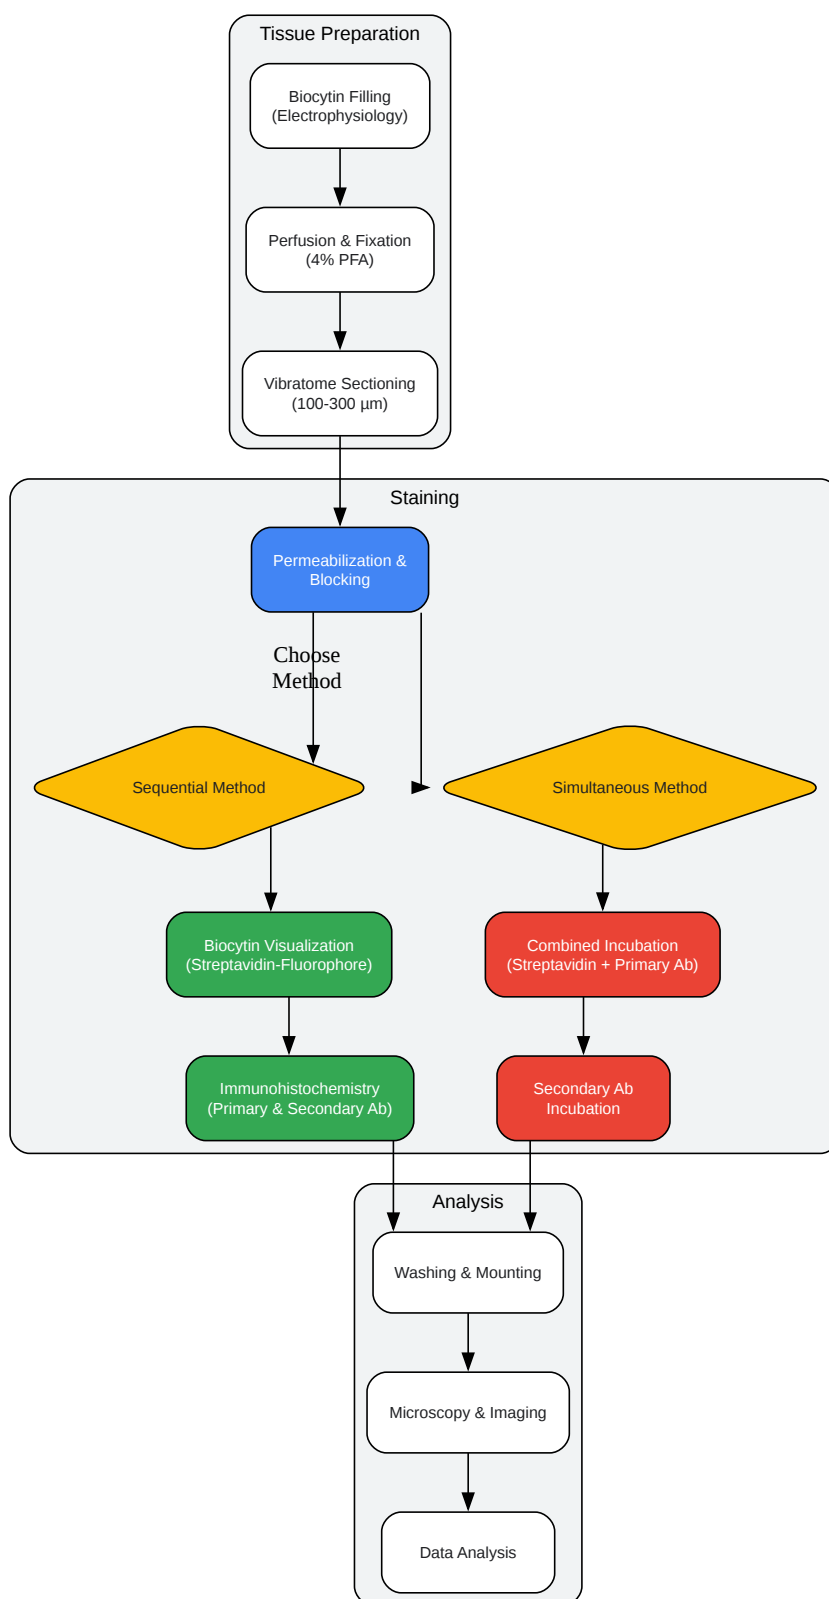 Tissue Preparation
Biocytin Filling
(Electrophysiology)
Perfusion & Fixation
(4% PFA)
Vibratome Sectioning
(100-300 µm)
Staining
Permeabilization &
Blocking
Choose
Method
Sequential Method
Simultaneous Method
Biocytin Visualization
(Streptavidin-Fluorophore)
Combined Incubation
(Streptavidin + Primary Ab)
Immunohistochemistry
(Primary & Secondary Ab)
Secondary Ab
Incubation
Analysis
Washing & Mounting
Microscopy & Imaging
Data Analysis